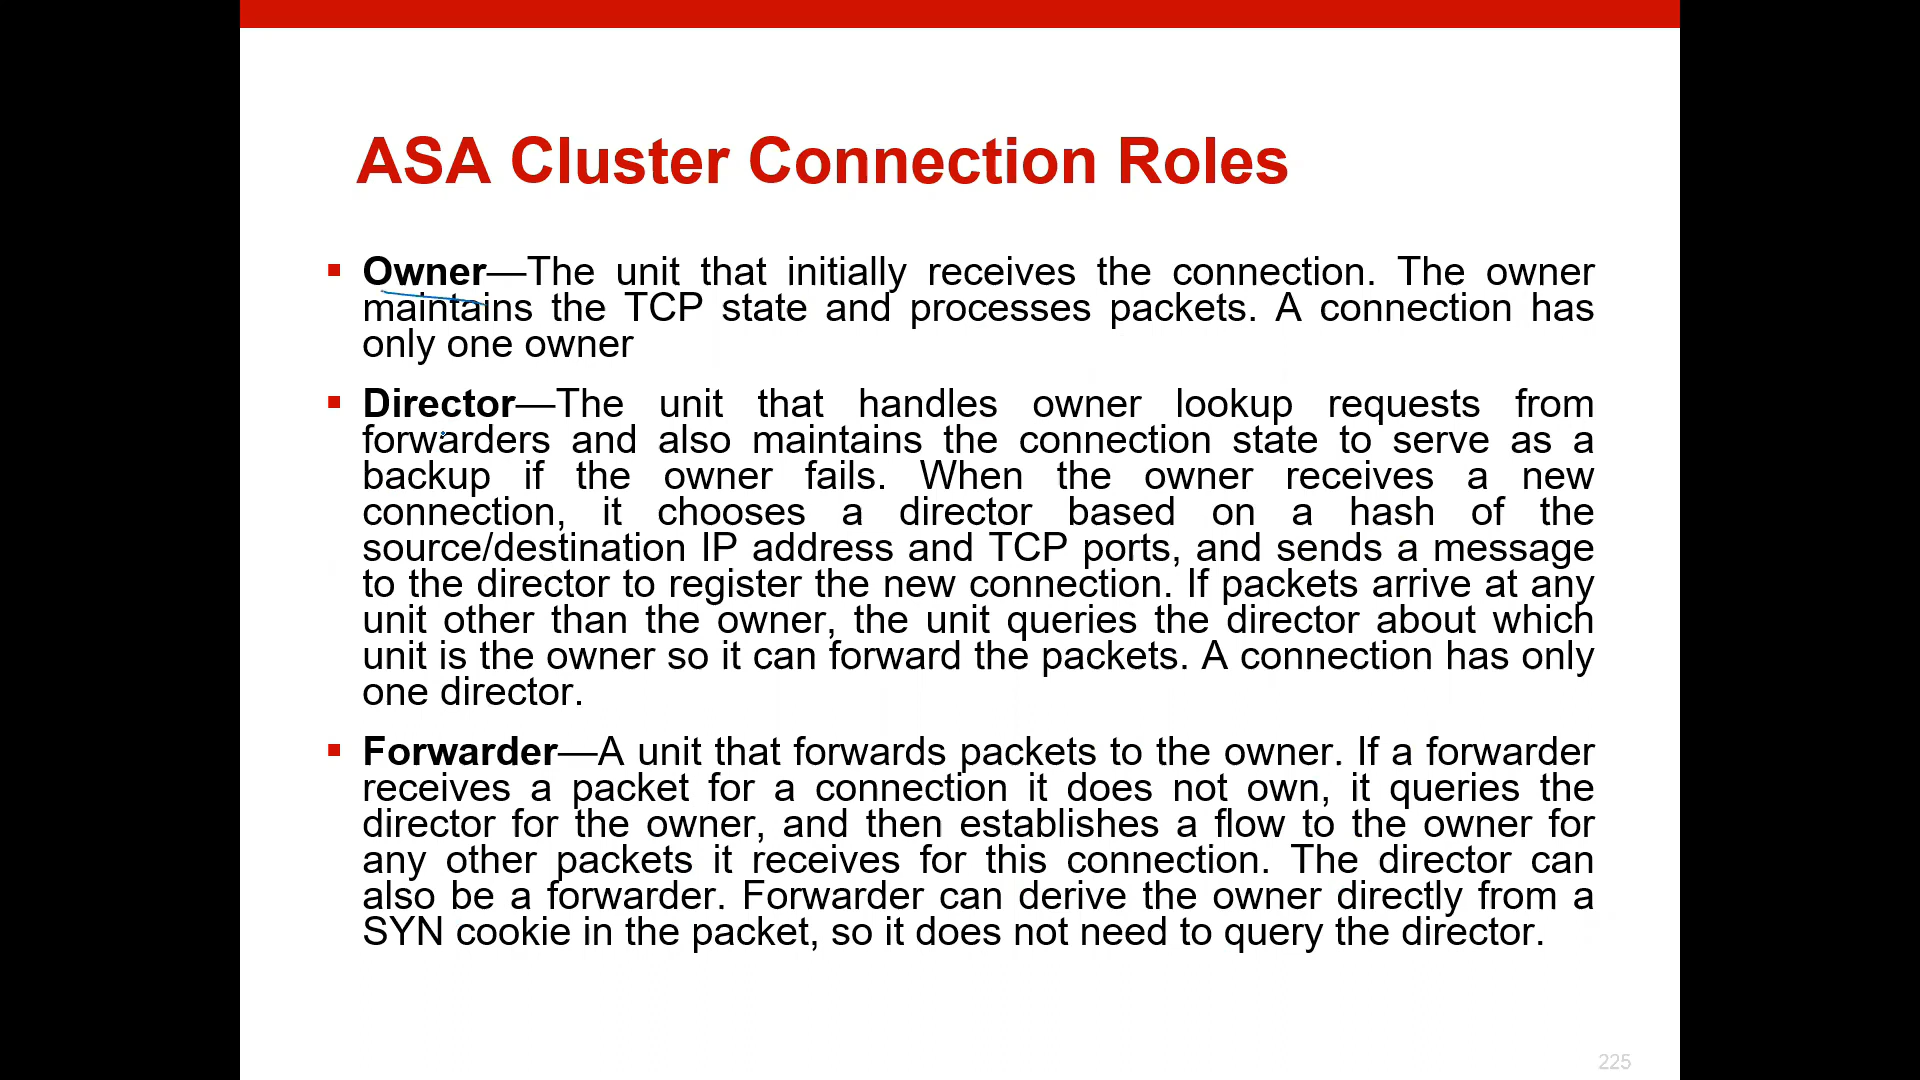 ASA Cluster Connection Roles
Owner—The unit that initially receives the connection. The owner
maintains the TCP state and processes packets. A connection has
only one owner
Director—The unit that handles owner lookup requests from
forwarders and also maintains the connection state to serve as a
backup if the owner fails. When the owner receives a new
connection, it chooses a director based on a hash of the
source/destination IP address and TCP ports, and sends a message
to the director to register the new connection. If packets arrive at any
unit other than the owner, the unit queries the director about which
unit is the owner so it can forward the packets. A connection has only
one director.
Forwarder—A unit that forwards packets to the owner. If a forwarder
receives a packet for a connection it does not own, it queries the
director for the owner, and then establishes a flow to the owner for
any other packets it receives for this connection. The director can
also be a forwarder. Forwarder can derive the owner directly from a
SYN cookie in the packet, so it does not need to query the director.
225